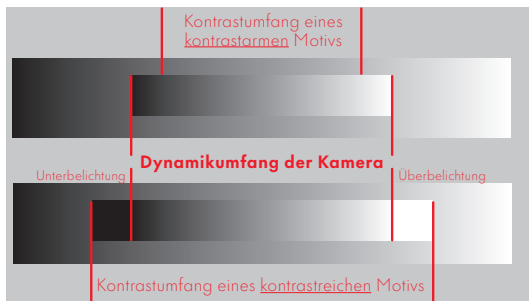 Kontrastumfang eines
kontrastarmen Motivs
Dynamikumfang der Kamera
Unterbelichtung
Überbelichtung
Kontrastumfang eines kontrastreichen Motivs